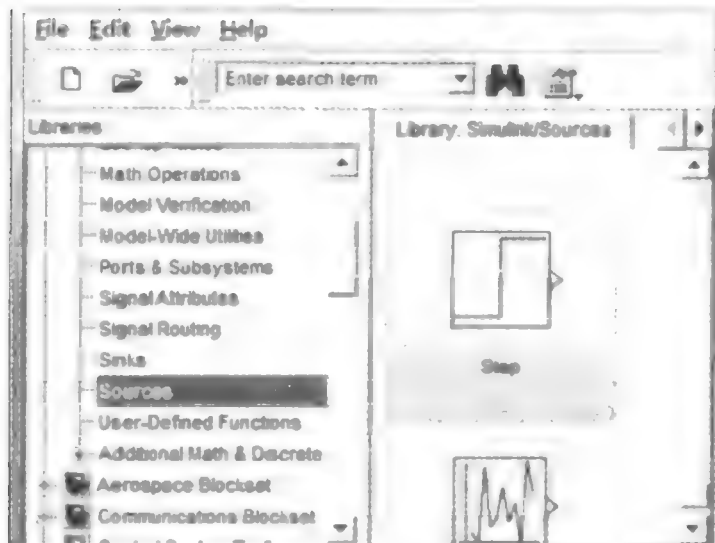 File Edit View Help
Enter search term
Libraries
Library: Simulink/Sources
Math Operations
Model Verification
Model-Wide Utilities
Ports & Subsystems
Signal Attributes
Signal Routing
Sinks
Sources
User-Defined Functions
Additional Math & Discrete
Aerospace Blockset
Communications Blockset
Step